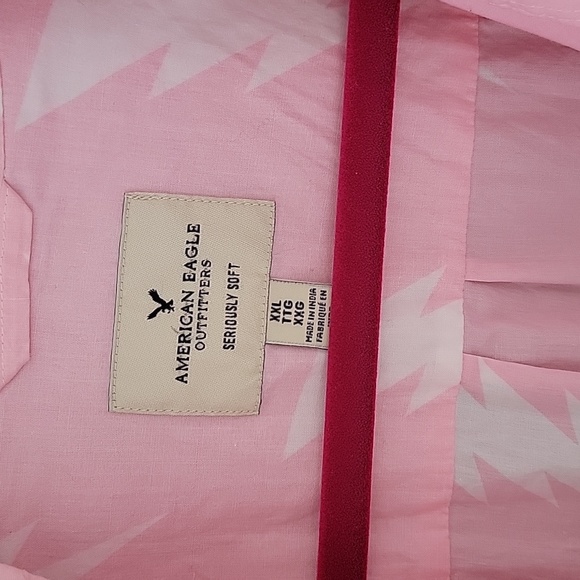 AMERICAN EAGLE
OUTFITTERS
SERIOUSLY SOFT
XXL
TTG
XXG
MADE IN INDIA
FABRIQUÉ EN